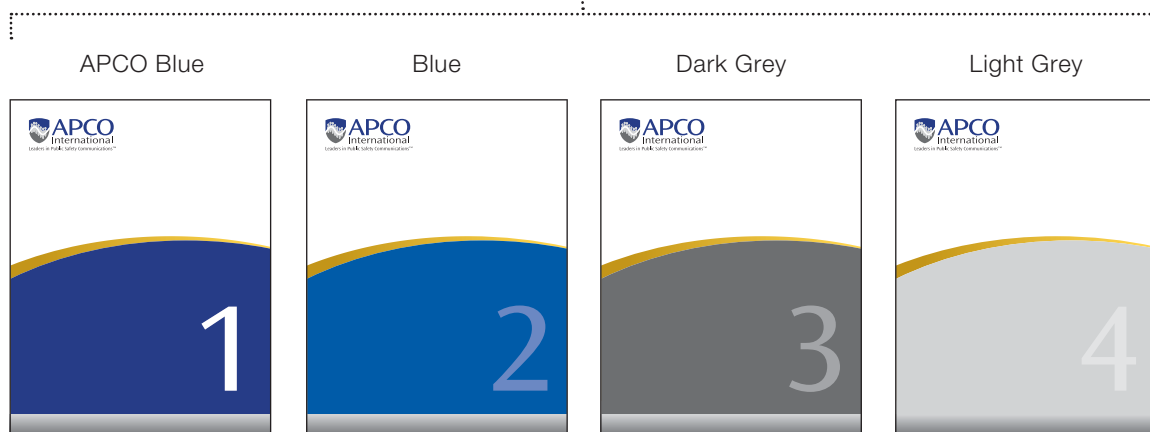 APCO Blue
Blue
Dark Grey
Light Grey
APCO
International
Leaders in Public Safety Communications™
APCO
International
Leaders in Public Safety Communications™
APCO
International
Leaders in Public Safety Communications™
APCO
International
Leaders in Public Safety Communications™
1
2
3
4